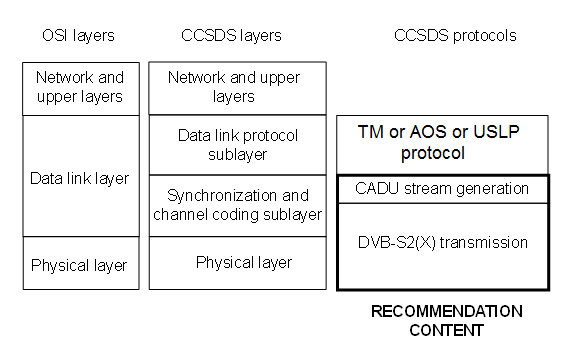 OSI layers
CCSDS layers
CCSDS protocols
Network and
upper layers
Network and upper
layers
Data link layer
Data link protocol
sublayer
TM or AOS or USLP
protocol
Synchronization and
channel coding sublayer
CADU stream generation
DVB-S2(X) transmission
Physical layer
Physical layer
RECOMMENDATION
CONTENT